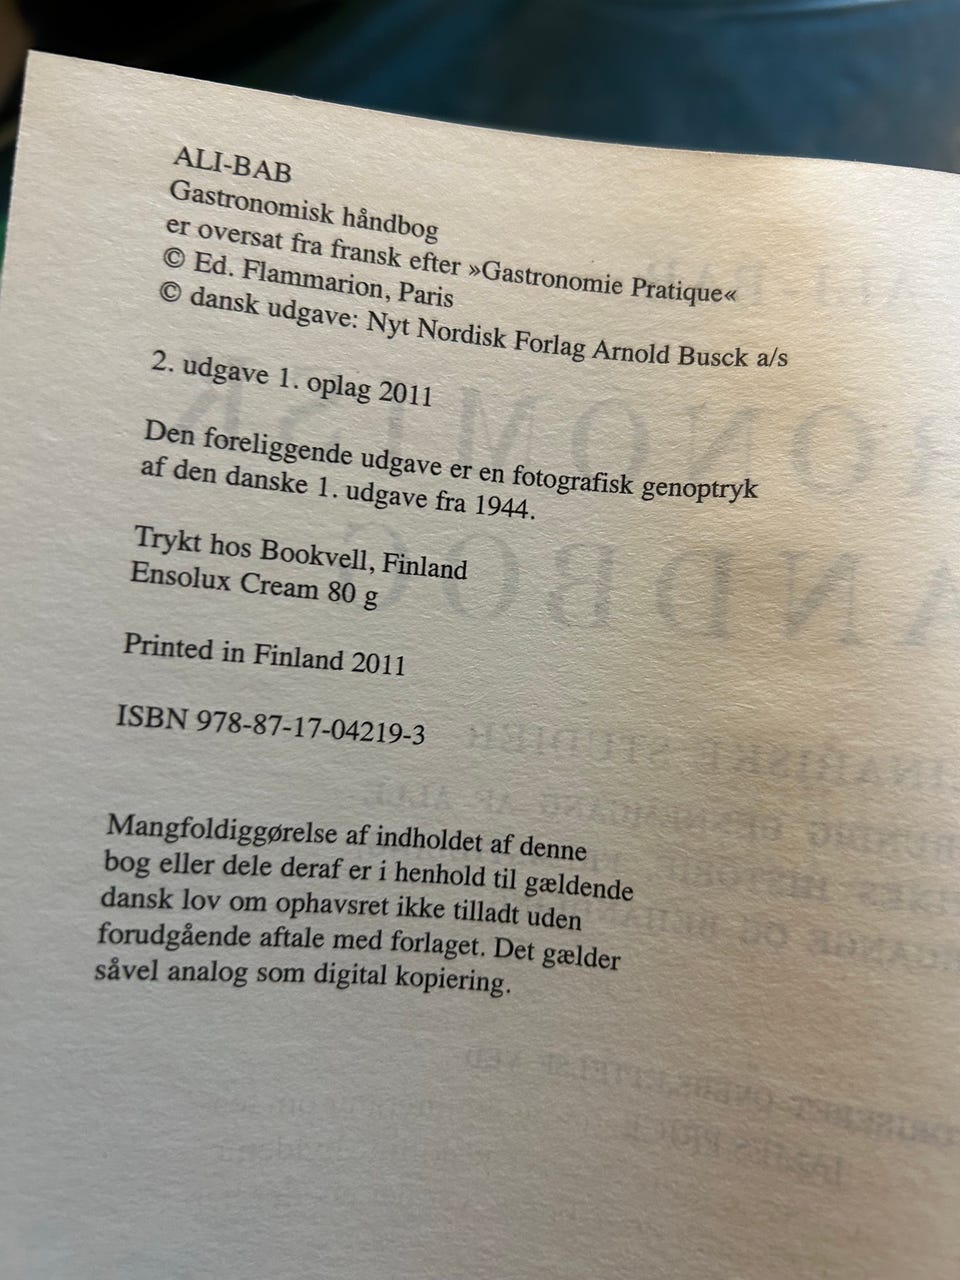 ALI-BAB
Gastronomisk håndbog
er oversat fra fransk efter »Gastronomie Pratique«
© Ed. Flammarion, Paris
© dansk udgave: Nyt Nordisk Forlag Arnold Busck a/s
2. udgave 1. oplag 2011
Den foreliggende udgave er en fotografisk genoptryk
af den danske 1. udgave fra 1944.
Trykt hos Bookvell, Finland
Ensolux Cream 80 g
Printed in Finland 2011
ISBN 978-87-17-04219-3
Mangfoldiggørelse af indholdet af denne
bog eller dele deraf er i henhold til gældende
dansk lov om ophavsret ikke tilladt uden
forudgående aftale med forlaget. Det gælder
såvel analog som digital kopiering.